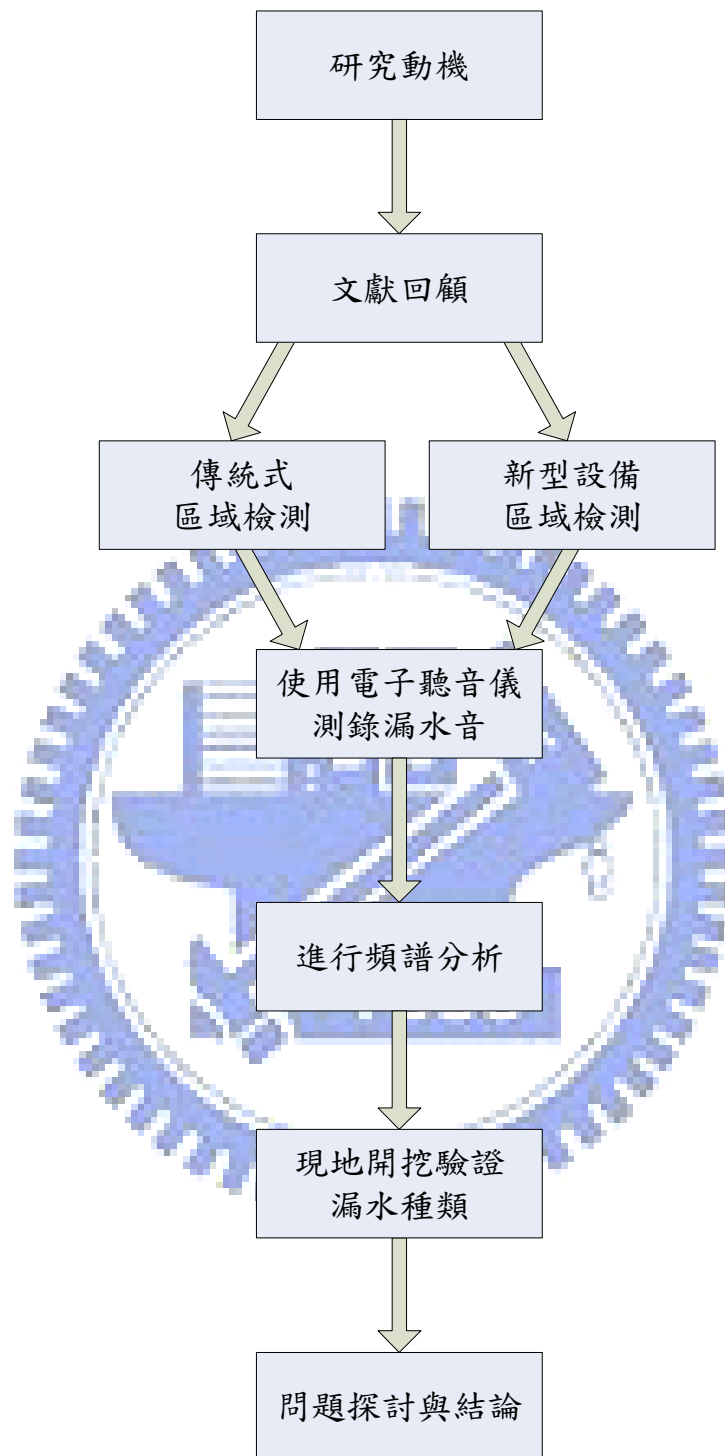 研究動機
文獻回顧
傳統式
區域檢測
新型設備
區域檢測
使用電子聽音儀
測錄漏水音
進行頻譜分析
現地開挖驗證
漏水種類
問題探討與結論